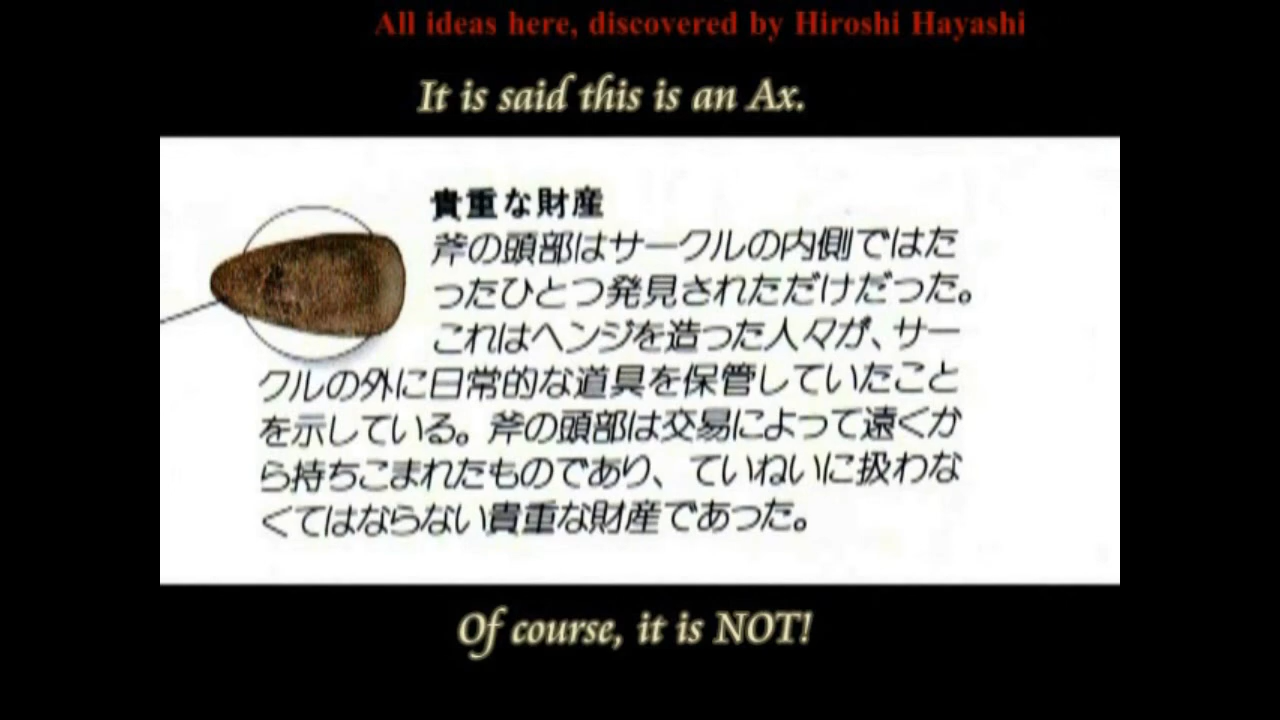 All ideas here, discovered by Hiroshi Hayashi
It is said this is an Ax.
貴重な財産
斧の頭部はサークルの内側ではた
ったひとつ発見されただけだった。
これはヘンジを造った人々が、サー
クルの外に日常的な道具を保管していたこと
を示している。斧の頭部は交易によって遠くか
ら持ちこまれたものであり、ていねいに扱わな
くてはならない貴重な財産であった。
Of course, it is NOT!